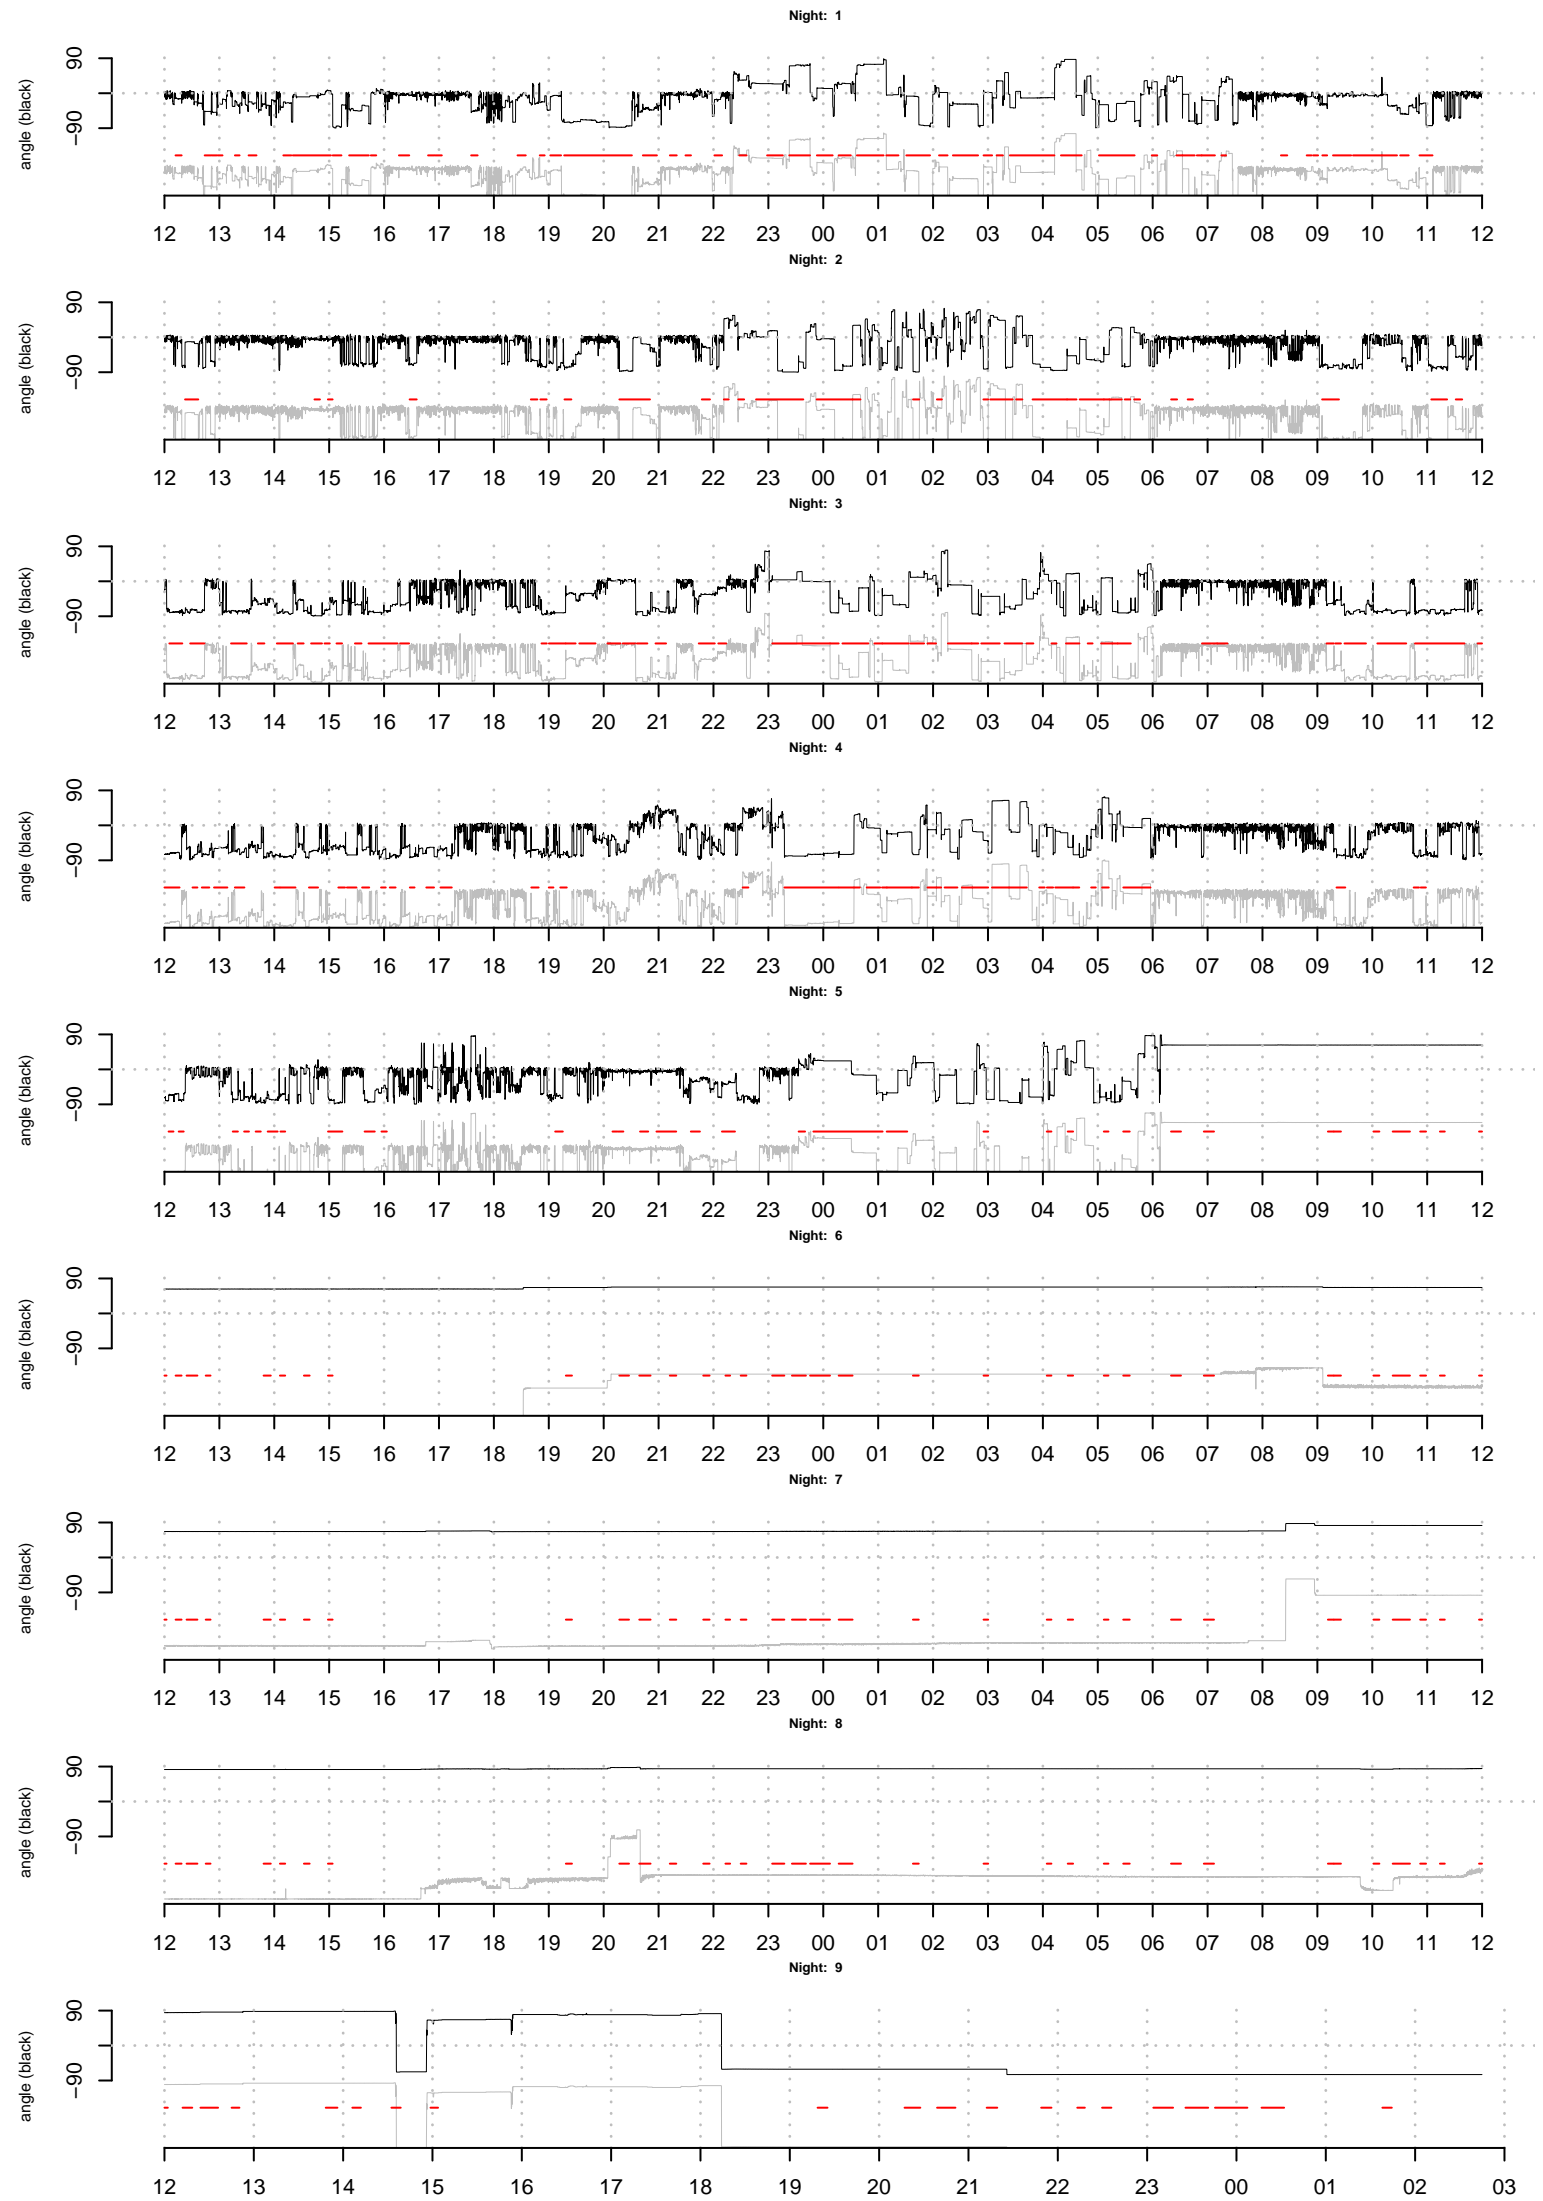 Night: 1
90
-90
angle (black)
12 13 14 15 16 17 18 19 20 21 22 23 00 01 02 03 04 05 06 07 08 09 10 11 12
Night: 2
90
-90
angle (black)
12 13 14 15 16 17 18 19 20 21 22 23 00 01 02 03 04 05 06 07 08 09 10 11 12
Night: 3
90
-90
angle (black)
12 13 14 15 16 17 18 19 20 21 22 23 00 01 02 03 04 05 06 07 08 09 10 11 12
Night: 4
90
-90
angle (black)
12 13 14 15 16 17 18 19 20 21 22 23 00 01 02 03 04 05 06 07 08 09 10 11 12
Night: 5
90
-90
angle (black)
12 13 14 15 16 17 18 19 20 21 22 23 00 01 02 03 04 05 06 07 08 09 10 11 12
Night: 6
90
-90
angle (black)
12 13 14 15 16 17 18 19 20 21 22 23 00 01 02 03 04 05 06 07 08 09 10 11 12
Night: 7
90
-90
angle (black)
12 13 14 15 16 17 18 19 20 21 22 23 00 01 02 03 04 05 06 07 08 09 10 11 12
Night: 8
90
-90
angle (black)
12 13 14 15 16 17 18 19 20 21 22 23 00 01 02 03 04 05 06 07 08 09 10 11 12
Night: 9
90
-90
angle (black)
12 13 14 15 16 17 18 19 20 21 22 23 00 01 02 03